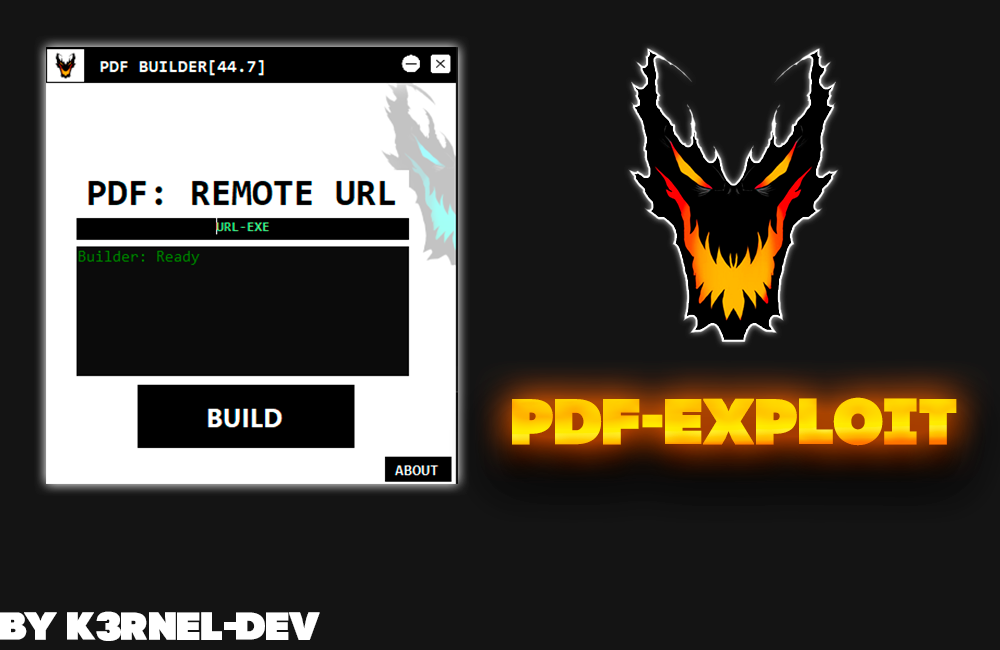 PDF BUILDER[44.7]
PDF: REMOTE URL
URL-EXE
Builder: Ready
BUILD
ABOUT
PDF-EXPLOIT
BY K3RNEL-DEV